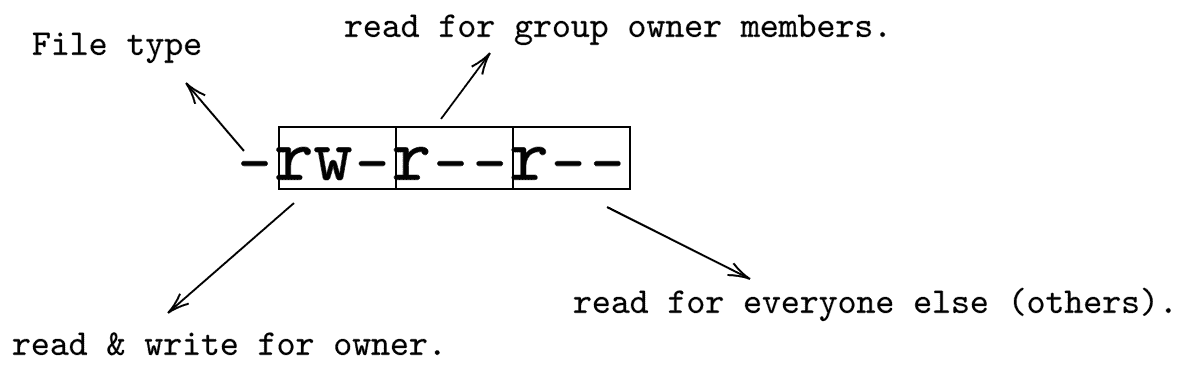 read for group owner members.
File type
-rw-r--r--
read for everyone else (others).
read & write for owner.